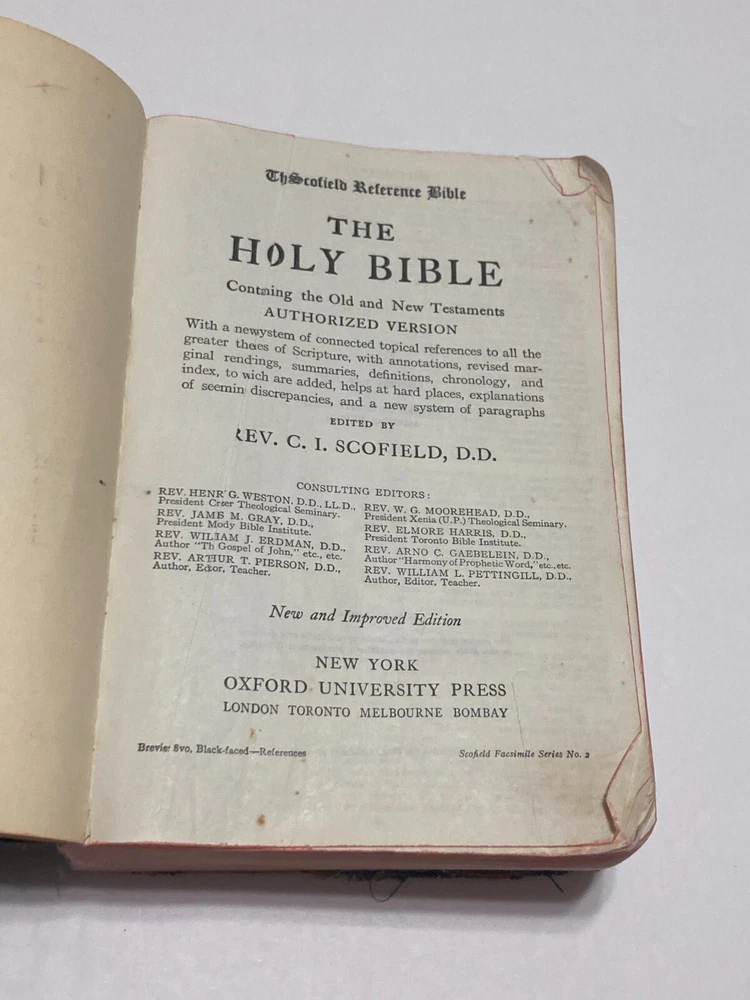 ThScofield Reference Bible
THE
HOLY BIBLE
Contning the Old and New Testaments
AUTHORIZED VERSION
With a newystem of connected topical references to all the
greater thees of Scripture, with annotations, revised mar-
ginal rendings, summaries, definitions, chronology, and
index, to wich are added, helps at hard places, explanations
of seemin discrepancies, and a new system of paragraphs
EDITED BY
REV. C. I. SCOFIELD, D.D.
CONSULTING EDITORS:
REV. HENR G. WESTON, D.D., LL.D.,
President Crer Theological Seminary.
REV. JAME M. GRAY, D.D.,
President Mody Bible Institute.
REV. WILIAM J. ERDMAN, D.D.,
Author "Th Gospel of John," etc., etc.
REV. ARTHUR T. PIERSON, D.D.,
Author, Edtor, Teacher.
REV. W. G. MOOREHEAD, D.D.,
President Xenia (U.P.) Theological Seminary.
REV. ELMORE HARRIS, D.D.,
President Toronto Bible Institute.
REV. ARNO C. GAEBELEIN, D.D.,
Author "Harmony of Prophetic Word," etc., etc.
REV. WILLIAM L. PETTINGILL, D.D.,
Author, Editor, Teacher.
New and Improved Edition
NEW YORK
OXFORD UNIVERSITY PRESS
LONDON TORONTO MELBOURNE BOMBAY
Brevier 8vo, Black-faced—References
Scofield Facsimile Series No. 2